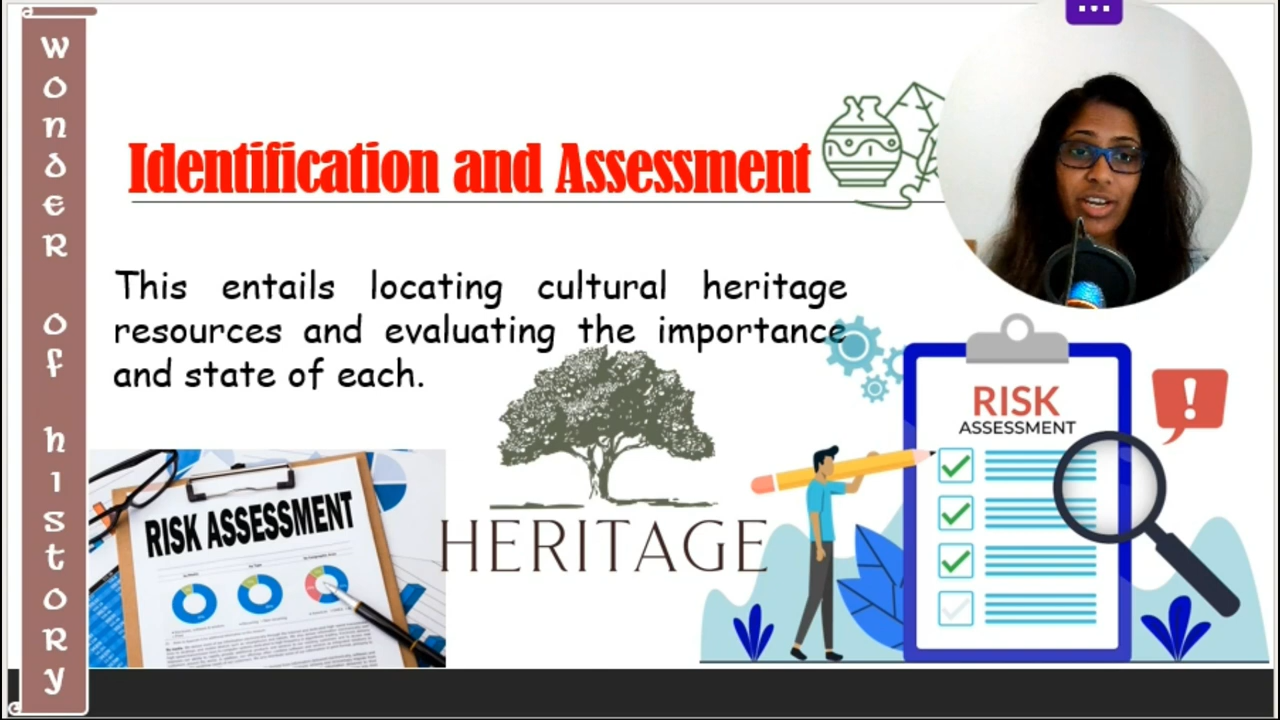 WONDER OF HISTORY
Identification and Assessment
This entails locating cultural heritage
resources and evaluating the importance
and state of each.
HERITAGE
RISK ASSESSMENT
RISK
ASSESSMENT
!